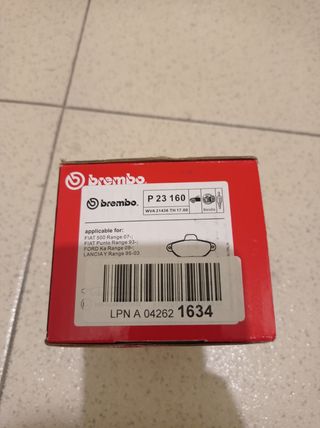 brembo
brembo.
P 23 160
WVA 21436 TH 17.00
applicable for:
FIAT 500 Range 07-;
FIAT Punto Range 93-;
FORD Ka Range 08-;
LANCIA Y Range 95-03
LPN A 04262 1634